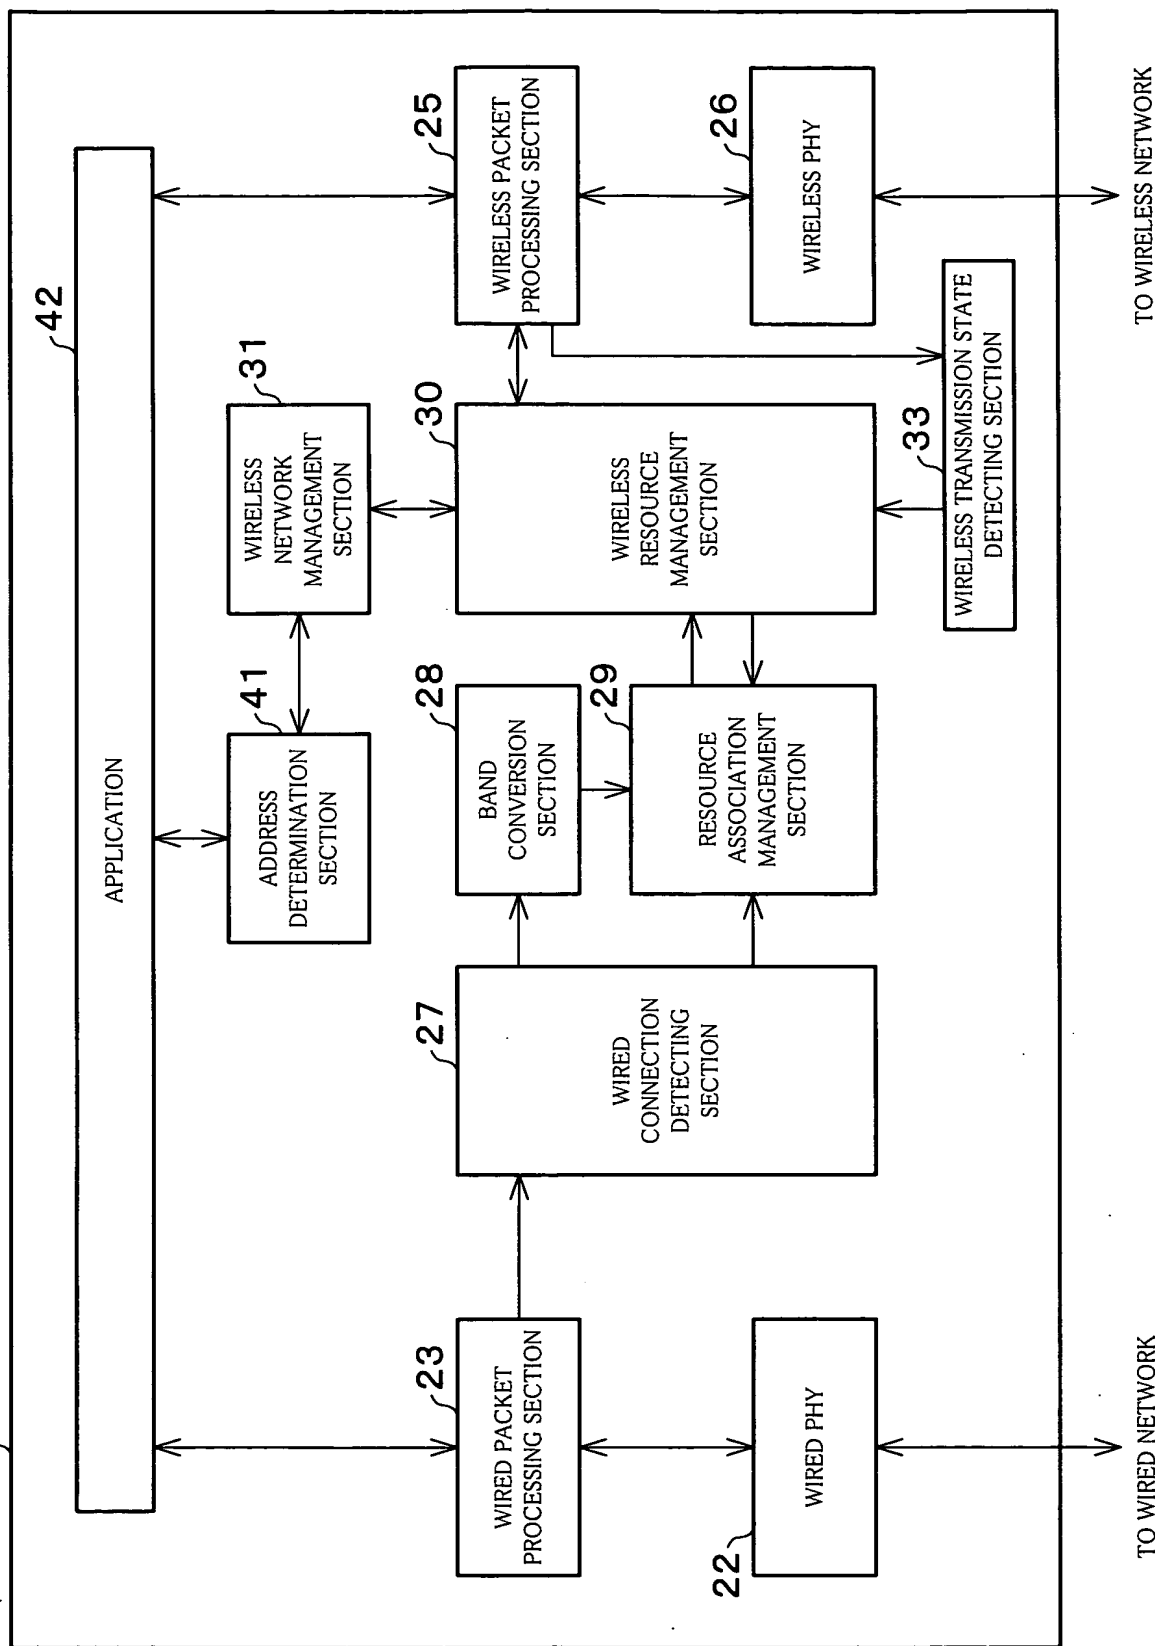 42
APPLICATION
41
ADDRESS
DETERMINATION
SECTION
31
WIRELESS
NETWORK
MANAGEMENT
SECTION
23
WIRED PACKET
PROCESSING SECTION
27
WIRED
CONNECTION
DETECTING
SECTION
28
BAND
CONVERSION
SECTION
29
RESOURCE
ASSOCIATION
MANAGEMENT
SECTION
30
WIRELESS
RESOURCE
MANAGEMENT
SECTION
25
WIRELESS PACKET
PROCESSING SECTION
22
WIRED PHY
26
WIRELESS PHY
33
WIRELESS TRANSMISSION STATE
DETECTING SECTION
TO WIRED NETWORK
TO WIRELESS NETWORK